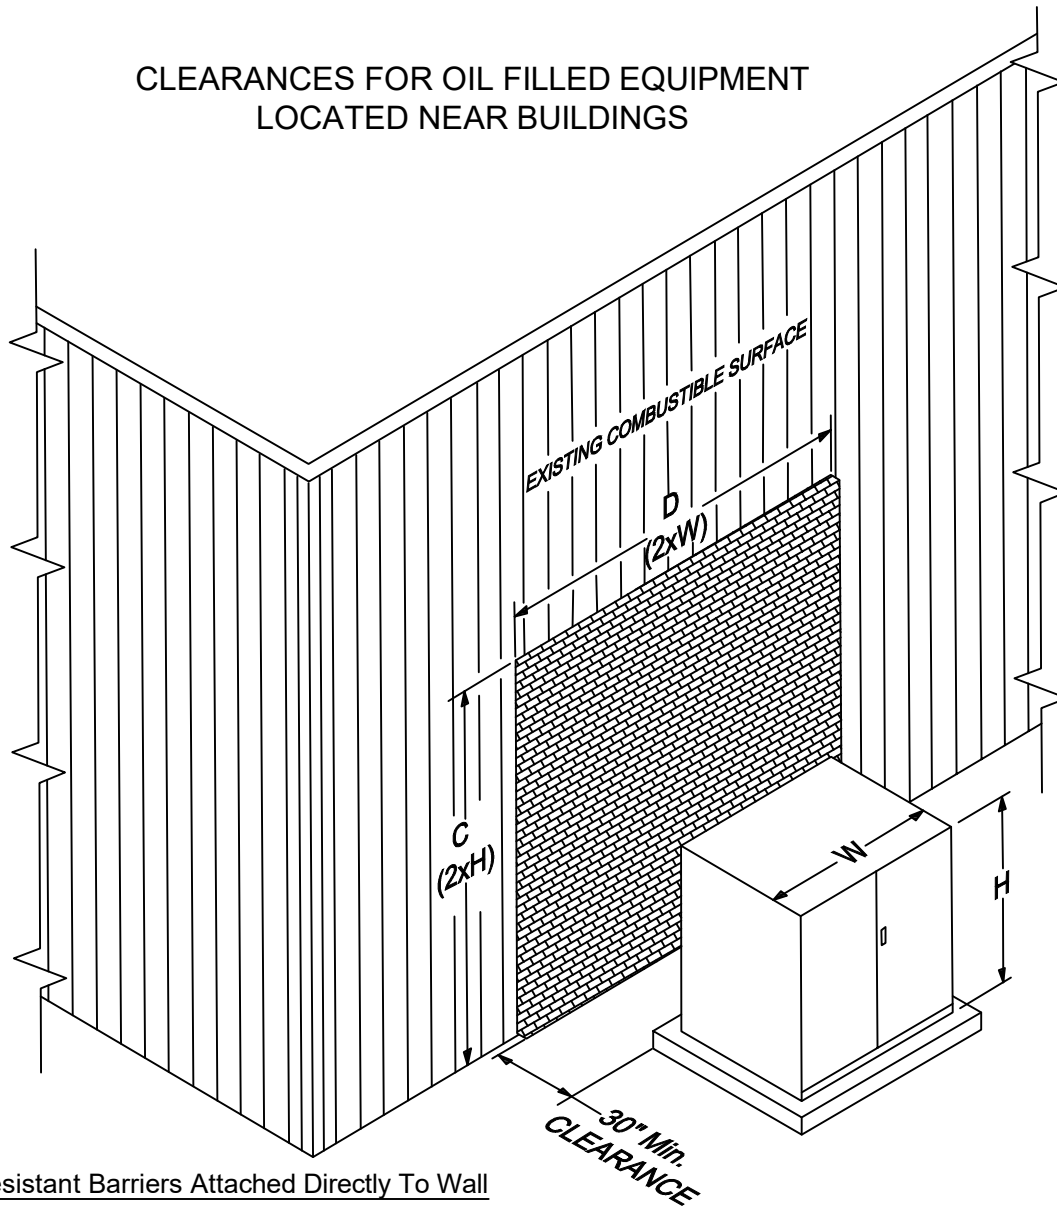 CLEARANCES FOR OIL FILLED EQUIPMENT
LOCATED NEAR BUILDINGS
EXISTING COMBUSTIBLE SURFACE
D
(2xW)
C
(2xH)
W
H
30" Min.
CLEARANCE
esistant Barriers Attached Directly To Wall